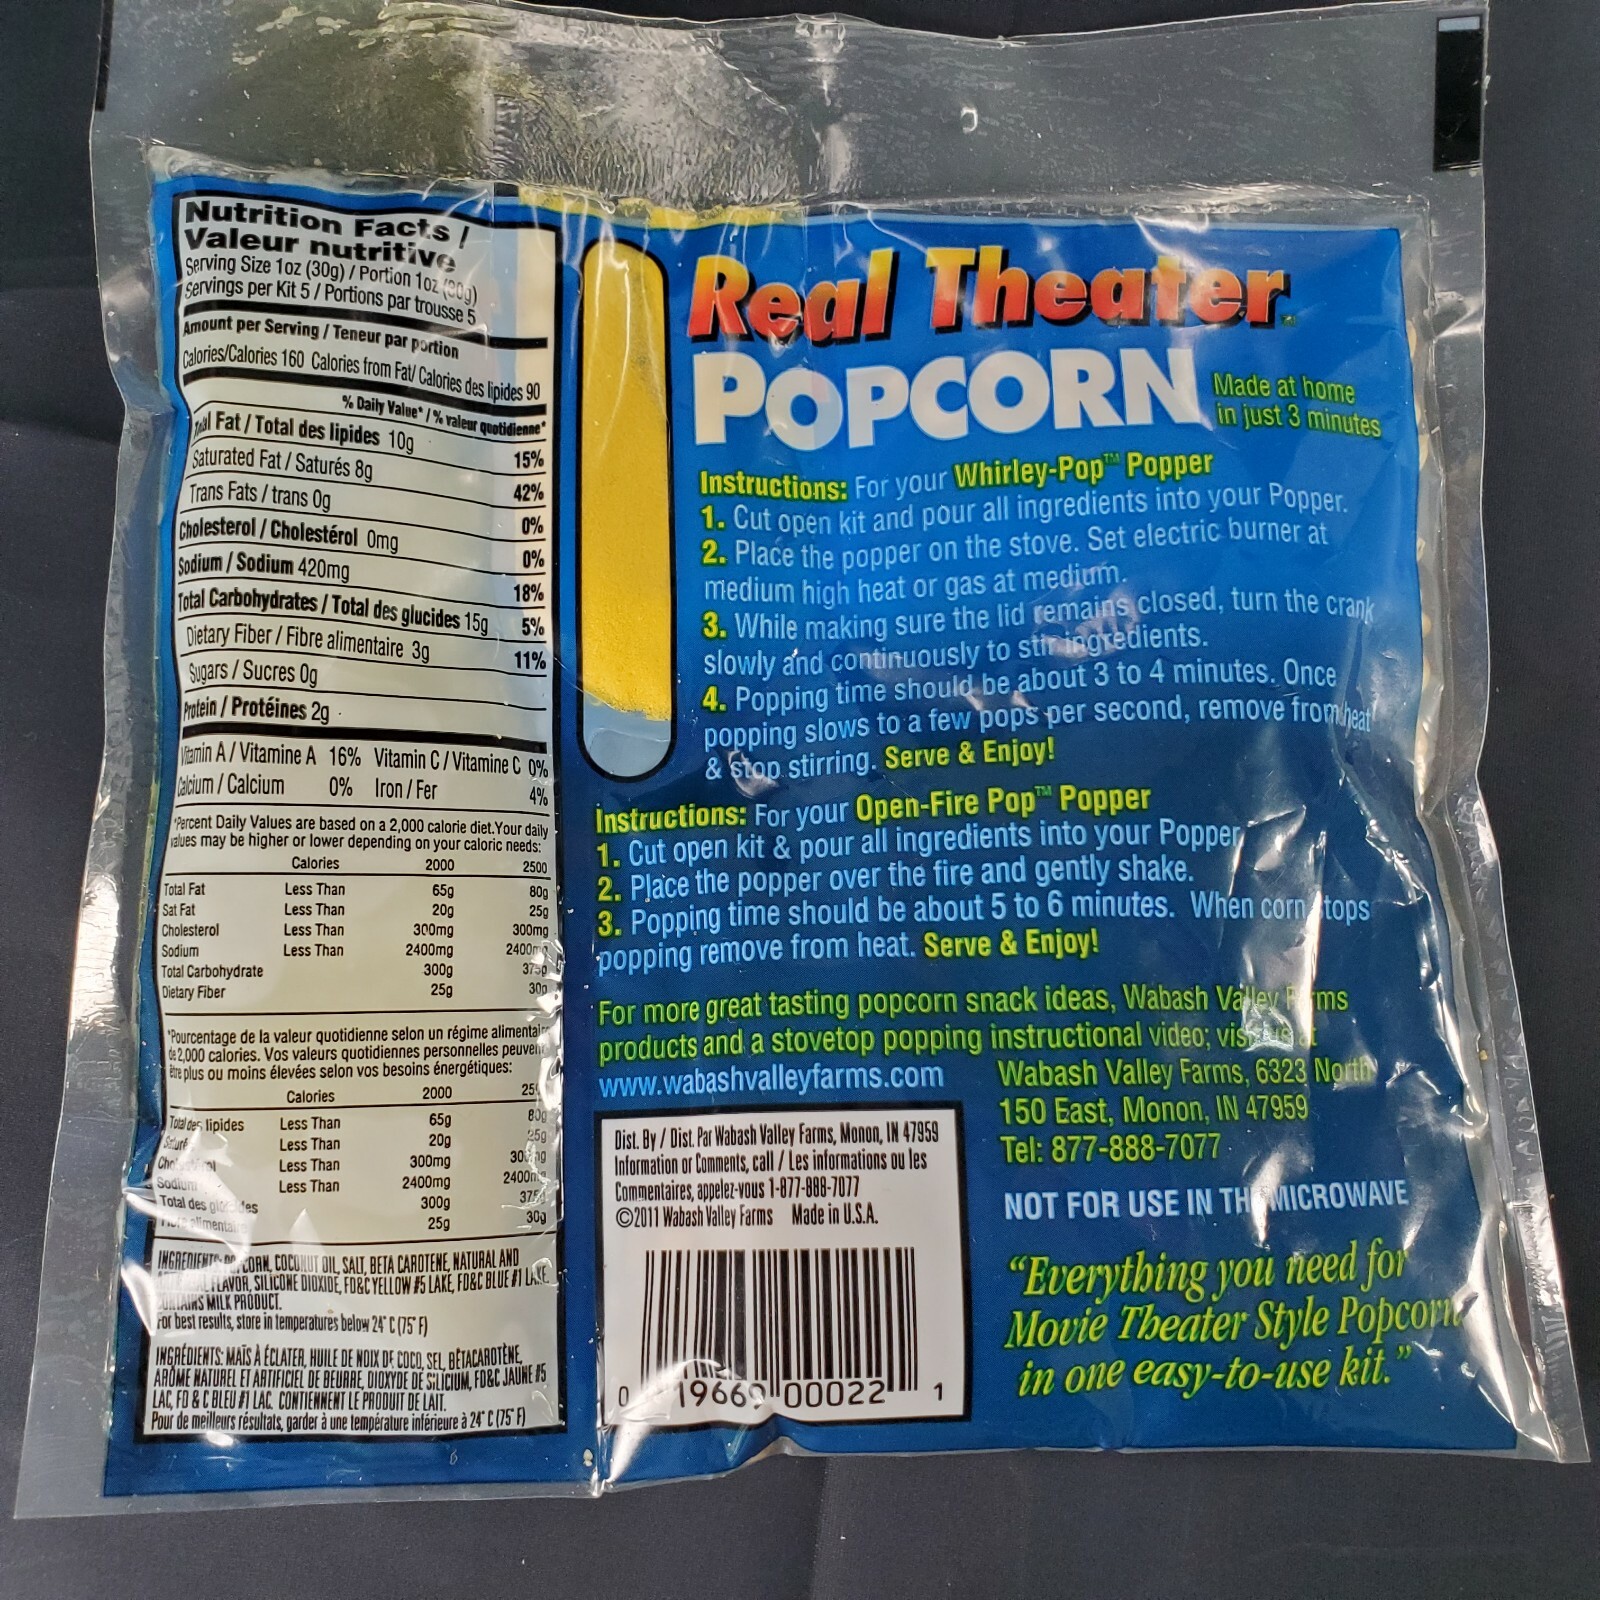 Nutrition Facts /
Valeur nutritive
Serving Size 1oz (30g) / Portion 1oz (30g)
Servings per Kit 5 / Portions par trousse 5
Amount per Serving / Teneur par portion
Calories/Calories 160 Calories from Fat/ Calories des lipides 90
% Daily Value* / % valeur quotidienne*
Total Fat / Total des lipides 10g 15%
Saturated Fat / Saturés 8g 42%
Trans Fats / trans 0g 0%
Cholesterol / Cholestérol 0mg 0%
Sodium / Sodium 420mg 18%
Total Carbohydrates / Total des glucides 15g 5%
Dietary Fiber / Fibre alimentaire 3g 11%
Sugars / Sucres 0g
Protein / Protéines 2g
Vitamin A / Vitamine A 16% Vitamin C / Vitamine C 0%
Calcium / Calcium 0% Iron / Fer 4%
*Percent Daily Values are based on a 2,000 calorie diet.Your daily
values may be higher or lower depending on your caloric needs:
Calories 2000 2500
Total Fat Less Than 65g 80g
Sat Fat Less Than 20g 25g
Cholesterol Less Than 300mg 300mg
Sodium Less Than 2400mg 2400mg
Total Carbohydrate 300g 375g
Dietary Fiber 25g 30g
*Pourcentage de la valeur quotidienne selon un régime alimentaire
de 2,000 calories. Vos valeurs quotidiennes personnelles peuvent
être plus ou moins élevées selon vos besoins énergétiques:
Calories 2000
Total des lipides Less Than 65g 80g
Saturé Less Than 20g 25g
Less Than 300mg 300mg
Sodium Less Than 2400mg 2400m
Total des 300g 375g
alimentaire 25g 30g
INGREDIENTS: POPCORN, COCONUT OIL, SALT, BETA CAROTENE, NATURAL AND
FLAVOR, SILICONE DIOXIDE, FD&C YELLOW #5 LAKE, FD&C BLUE #1 LAKE.
CONTAINS MILK PRODUCT.
For best results, store in temperatures below 24° C (75° F)
INGRÉDIENTS: MAÏS À ÉCLATER, HUILE DE NOIX DE COCO, SEL, BÊTACAROTÈNE,
ARÔME NATUREL ET ARTIFICIEL DE BEURRE, DIOXYDE DE SILICIUM, FD&C JAUNE #5
LAC, FD & C BLEU #1 LAC. CONTIENNENT LE PRODUIT DE LAIT.
Pour de meilleurs résultats, garder à une température inférieure à 24° C (75° F)
6
Real Theater™
POPCORN
Made at home
in just 3 minutes
Instructions: For your Whirley-Pop™ Popper
1. Cut open kit and pour all ingredients into your Popper.
2. Place the popper on the stove. Set electric burner at
medium high heat or gas at medium.
3. While making sure the lid remains closed, turn the crank
slowly and continuously to stir ingredients.
4. Popping time should be about 3 to 4 minutes. Once
popping slows to a few pops per second, remove from heat
& stop stirring. Serve & Enjoy!
Instructions: For your Open-Fire Pop™ Popper
1. Cut open kit & pour all ingredients into your Popper
2. Place the popper over the fire and gently shake.
3. Popping time should be about 5 to 6 minutes. When corn stops
popping remove from heat. Serve & Enjoy!
For more great tasting popcorn snack ideas, Wabash Valley Farms
products and a stovetop popping instructional video; visit us at
www.wabashvalleyfarms.com
Wabash Valley Farms, 6323 North
150 East, Monon, IN 47959
Tel: 877-888-7077
NOT FOR USE IN THE MICROWAVE
"Everything you need for
Movie Theater Style Popcorn
in one easy-to-use kit."
Dist. By / Dist. Par Wabash Valley Farms, Monon, IN 47959
Information or Comments, call / Les informations ou les
Commentaires, appelez-vous 1-877-888-7077
©2011 Wabash Valley Farms Made in U.S.A.
0 19669 00022 1